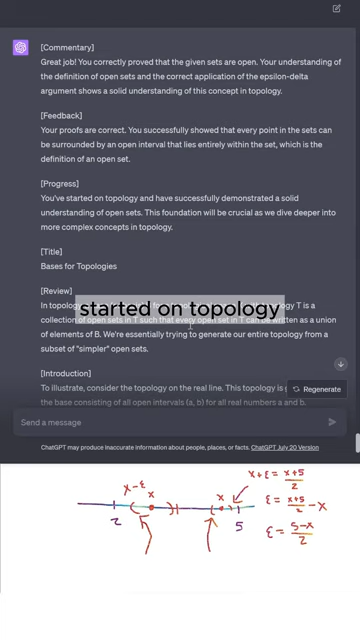 [Commentary]
Great job! You correctly proved that the given sets are open. Your understanding
of the definition of open sets and the correct application of the epsilon-delta
argument shows a solid understanding of this concept in topology.
[Feedback]
Your proofs are correct. You successfully showed that every point in the sets can
be surrounded by an open interval that lies entirely within the set, which is the
definition of an open set.
[Progress]
You've started on topology and have successfully demonstrated a solid
understanding of open sets. This foundation will be crucial as we dive deeper into
more complex concepts in topology.
[Title]
Bases for Topologies
[Review]
In topology T is a
started on topology
collection of open sets in T such that every open set in T can be written as a union
of elements of B. We're essentially trying to generate our entire topology from a
subset of "simpler" open sets.
[Introduction]
To illustrate, consider the topology on the real line. This topology is
Regenerate
the base consisting of all open intervals (a, b) for all real numbers a and b.
Send a message
ChatGPT may produce inaccurate information about people, places, or facts. ChatGPT July 20 Version
x-ε
x
x
2
5
x+ε = x+5/2
ε = x+5/2 - x
ε = 5-x/2